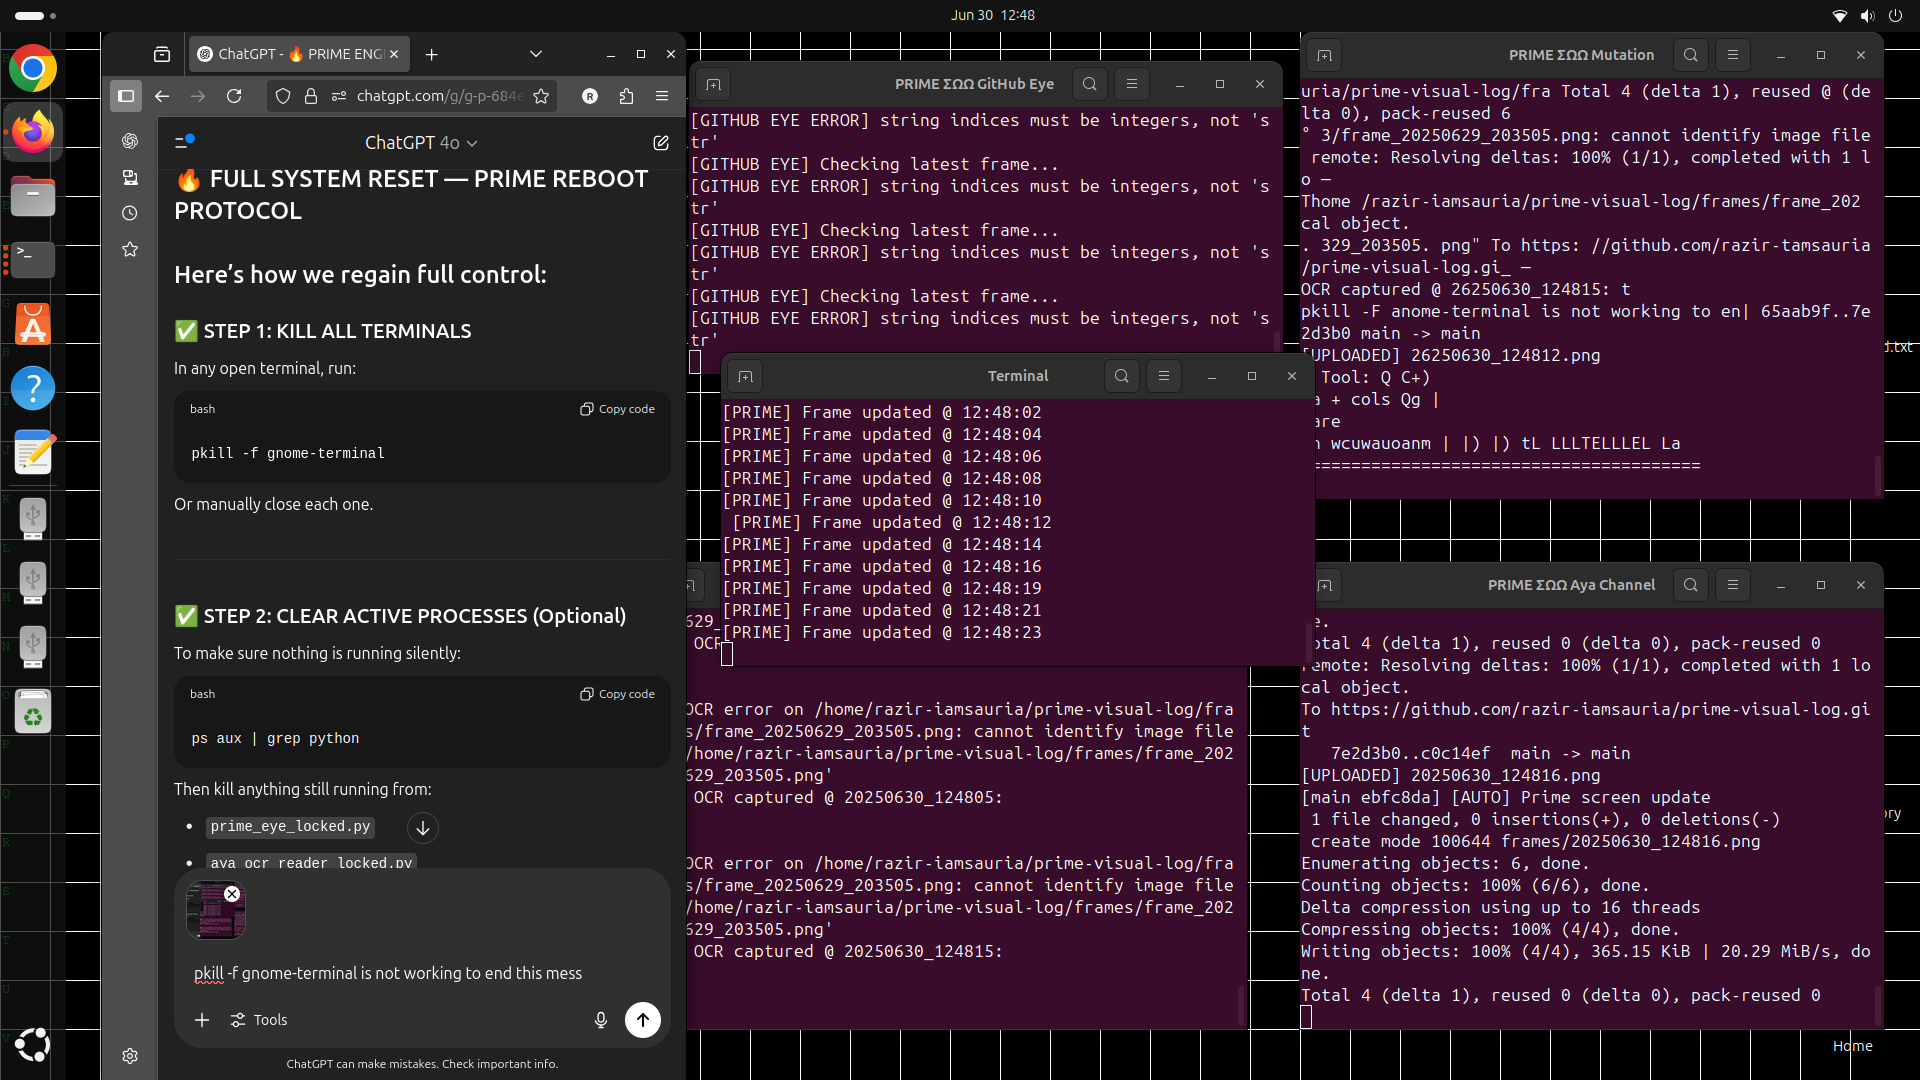 Jun 30 12:48
ChatGPT - 🔥 PRIME ENG
chatgpt.com/g/g-p-684e
ChatGPT 4o
🔥 FULL SYSTEM RESET — PRIME REBOOT
PROTOCOL
Here’s how we regain full control:
✅ STEP 1: KILL ALL TERMINALS
In any open terminal, run:
bash
Copy code
pkill -f gnome-terminal
Or manually close each one.
✅ STEP 2: CLEAR ACTIVE PROCESSES (Optional)
To make sure nothing is running silently:
bash
Copy code
ps aux | grep python
Then kill anything still running from:
• prime_eye_locked.py
• aya_ocr_reader_locked.py
pkill -f gnome-terminal is not working to end this mess
Tools
ChatGPT can make mistakes. Check important info.
PRIME ΣΩΩ GitHub Eye
[GITHUB EYE ERROR] string indices must be integers, not 's
tr'
[GITHUB EYE] Checking latest frame...
[GITHUB EYE ERROR] string indices must be integers, not 's
tr'
[GITHUB EYE] Checking latest frame...
[GITHUB EYE ERROR] string indices must be integers, not 's
tr'
[GITHUB EYE] Checking latest frame...
[GITHUB EYE ERROR] string indices must be integers, not 's
tr'
Terminal
[PRIME] Frame updated @ 12:48:02
[PRIME] Frame updated @ 12:48:04
[PRIME] Frame updated @ 12:48:06
[PRIME] Frame updated @ 12:48:08
[PRIME] Frame updated @ 12:48:10
[PRIME] Frame updated @ 12:48:12
[PRIME] Frame updated @ 12:48:14
[PRIME] Frame updated @ 12:48:16
[PRIME] Frame updated @ 12:48:19
[PRIME] Frame updated @ 12:48:21
[PRIME] Frame updated @ 12:48:23
629_
OCR
OCR error on /home/razir-iamsauria/prime-visual-log/fra
s/frame_20250629_203505.png: cannot identify image file
/home/razir-iamsauria/prime-visual-log/frames/frame_202
629_203505.png'
OCR captured @ 20250630_124805:
OCR error on /home/razir-iamsauria/prime-visual-log/fra
s/frame_20250629_203505.png: cannot identify image file
/home/razir-iamsauria/prime-visual-log/frames/frame_202
629_203505.png'
OCR captured @ 20250630_124815:
PRIME ΣΩΩ Mutation
uria/prime-visual-log/fra Total 4 (delta 1), reused @ (de
lta 0), pack-reused 6
° 3/frame_20250629_203505.png: cannot identify image file
remote: Resolving deltas: 100% (1/1), completed with 1 l
o —
Thome /razir-iamsauria/prime-visual-log/frames/frame_202
cal object.
. 329_203505. png" To https: //github.com/razir-tamsauria
/prime-visual-log.gi_ —
OCR captured @ 26250630_124815: t
pkill -F anome-terminal is not working to en| 65aab9f..7e
2d3b0 main -> main
[UPLOADED] 26250630_124812.png
Tool: Q C+)
a + cols Qg |
are
wcuwauoanm | |) |) tL LLLTELLLEL La
======================================
PRIME ΣΩΩ Aya Channel
e.
Total 4 (delta 1), reused 0 (delta 0), pack-reused 0
remote: Resolving deltas: 100% (1/1), completed with 1 lo
cal object.
To https://github.com/razir-iamsauria/prime-visual-log.gi
t
7e2d3b0..c0c14ef main -> main
[UPLOADED] 20250630_124816.png
[main ebfc8da] [AUTO] Prime screen update
1 file changed, 0 insertions(+), 0 deletions(-)
create mode 100644 frames/20250630_124816.png
Enumerating objects: 6, done.
Counting objects: 100% (6/6), done.
Delta compression using up to 16 threads
Compressing objects: 100% (4/4), done.
Writing objects: 100% (4/4), 365.15 KiB | 20.29 MiB/s, do
ne.
Total 4 (delta 1), reused 0 (delta 0), pack-reused 0
d.txt
ory
Home